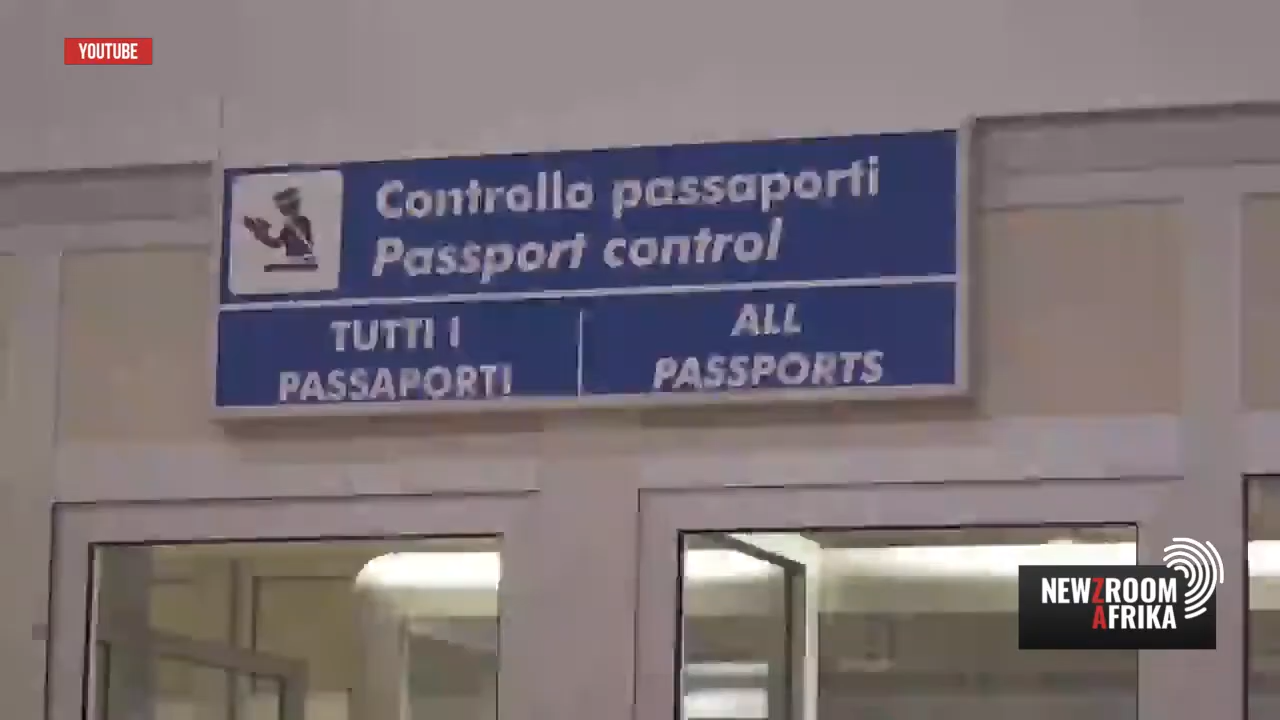 YOUTUBE
Controllo passaporti
Passport control
TUTTI I
PASSAPORTI
ALL
PASSPORTS
NEWZROOM
AFRIKA